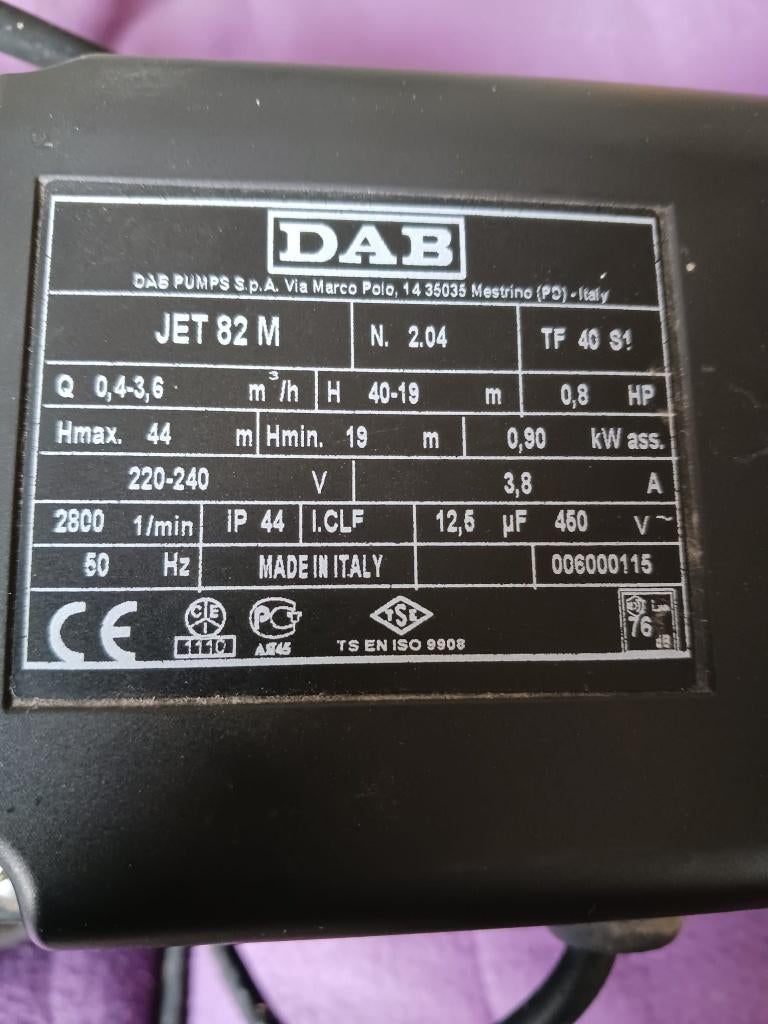 DAB
DAB PUMPS S.p.A. Via Marco Polo, 14 35035 Mestrino (PD) - Italy
JET 82 M N. 2.04 TF 40 S1
Q 0,4-3,6 m³/h H 40-19 m 0,8 HP
Hmax. 44 m Hmin. 19 m 0,90 kW ass.
220-240 V 3,8 A
2800 1/min IP 44 I.CLF 12,5 µF 450 V~
50 Hz MADE IN ITALY 006000115
CE
TSE
76
dB
TS EN ISO 9908